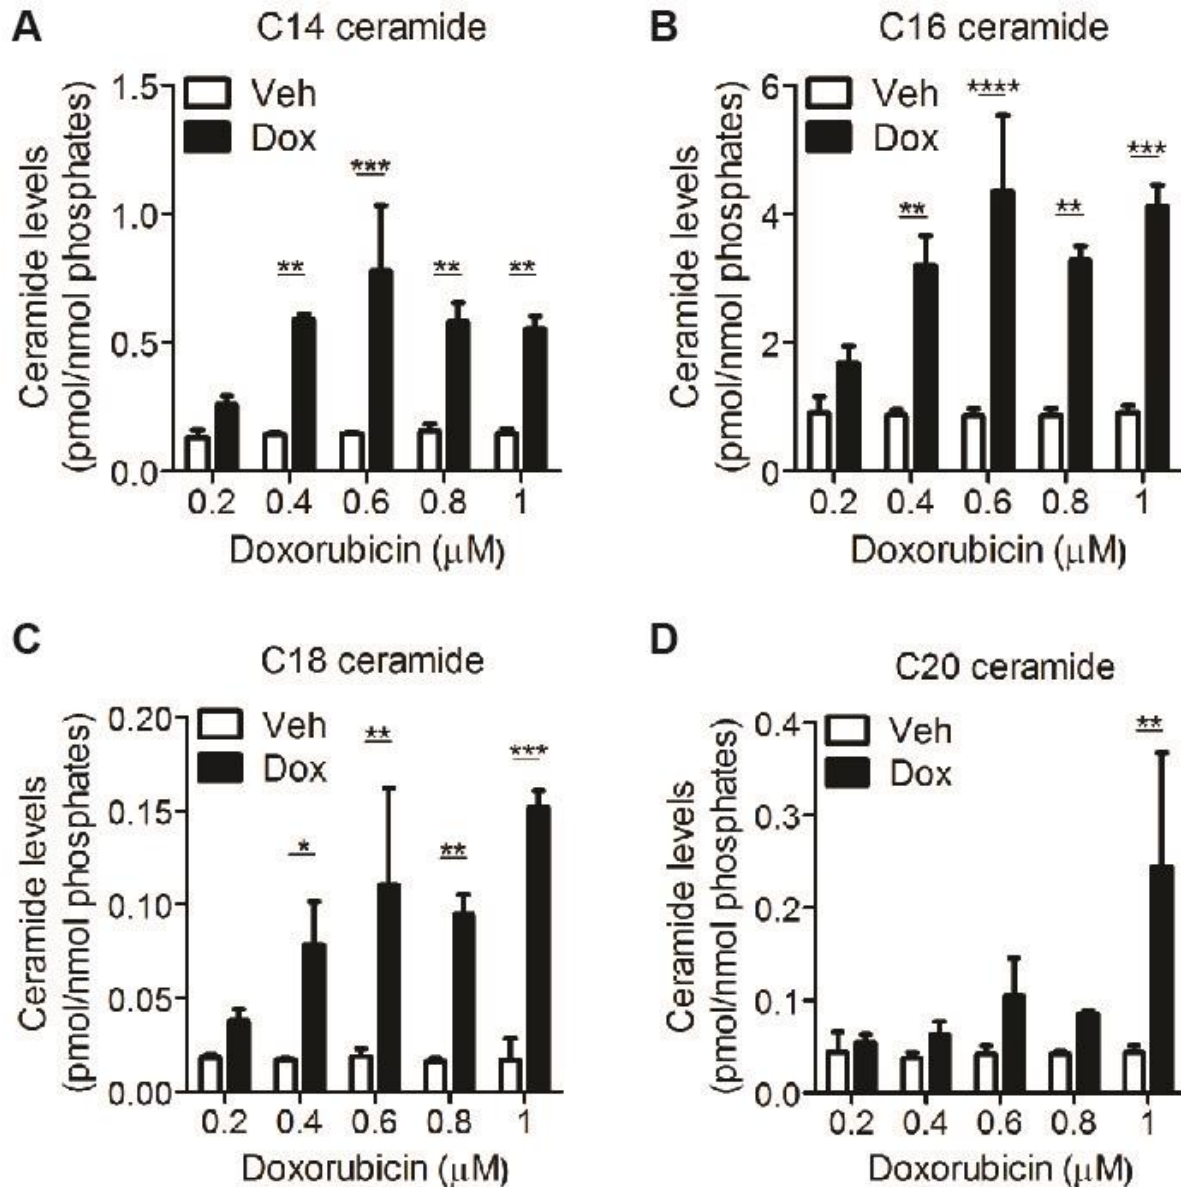 A
C14 ceramide
Ceramide levels
(pmol/nmol phosphates)
1.5
1.0
0.5
0.0
Veh
Dox
**
***
**
**
0.2 0.4 0.6 0.8 1
Doxorubicin (μM)
B
C16 ceramide
Ceramide levels
(pmol/nmol phosphates)
6
4
2
0
Veh
Dox
**
****
**
***
0.2 0.4 0.6 0.8 1
Doxorubicin (μM)
C
C18 ceramide
Ceramide levels
(pmol/nmol phosphates)
0.20
0.15
0.10
0.05
0.00
Veh
Dox
*
**
**
***
0.2 0.4 0.6 0.8 1
Doxorubicin (μM)
D
C20 ceramide
Ceramide levels
(pmol/nmol phosphates)
0.4
0.3
0.2
0.1
0.0
Veh
Dox
**
0.2 0.4 0.6 0.8 1
Doxorubicin (μM)